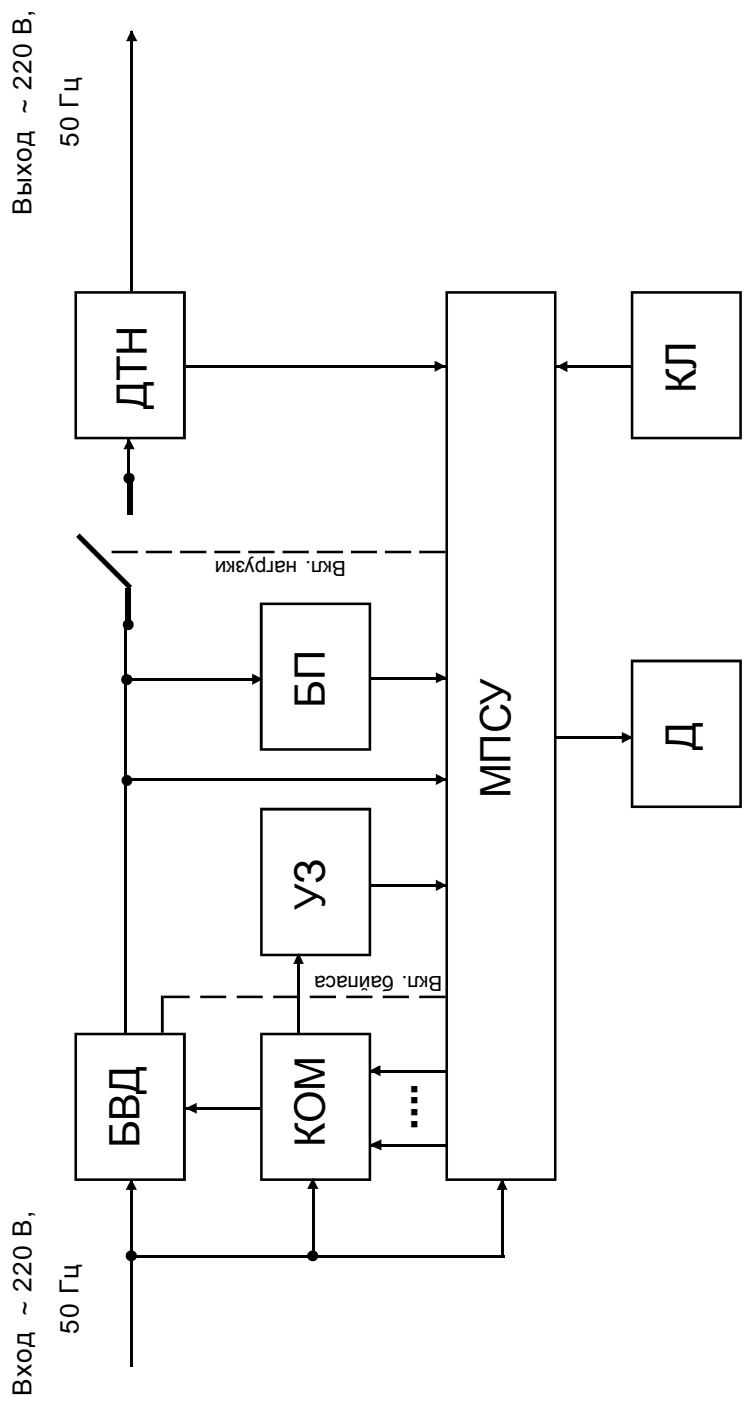 Вход ~ 220 В,
50 Гц
Выход ~ 220 В,
50 Гц
БВД
ДТН
Вкл. нагрузки
КОМ
УЗ
БП
Вкл. байпаса
....
МПСУ
Д
КЛ